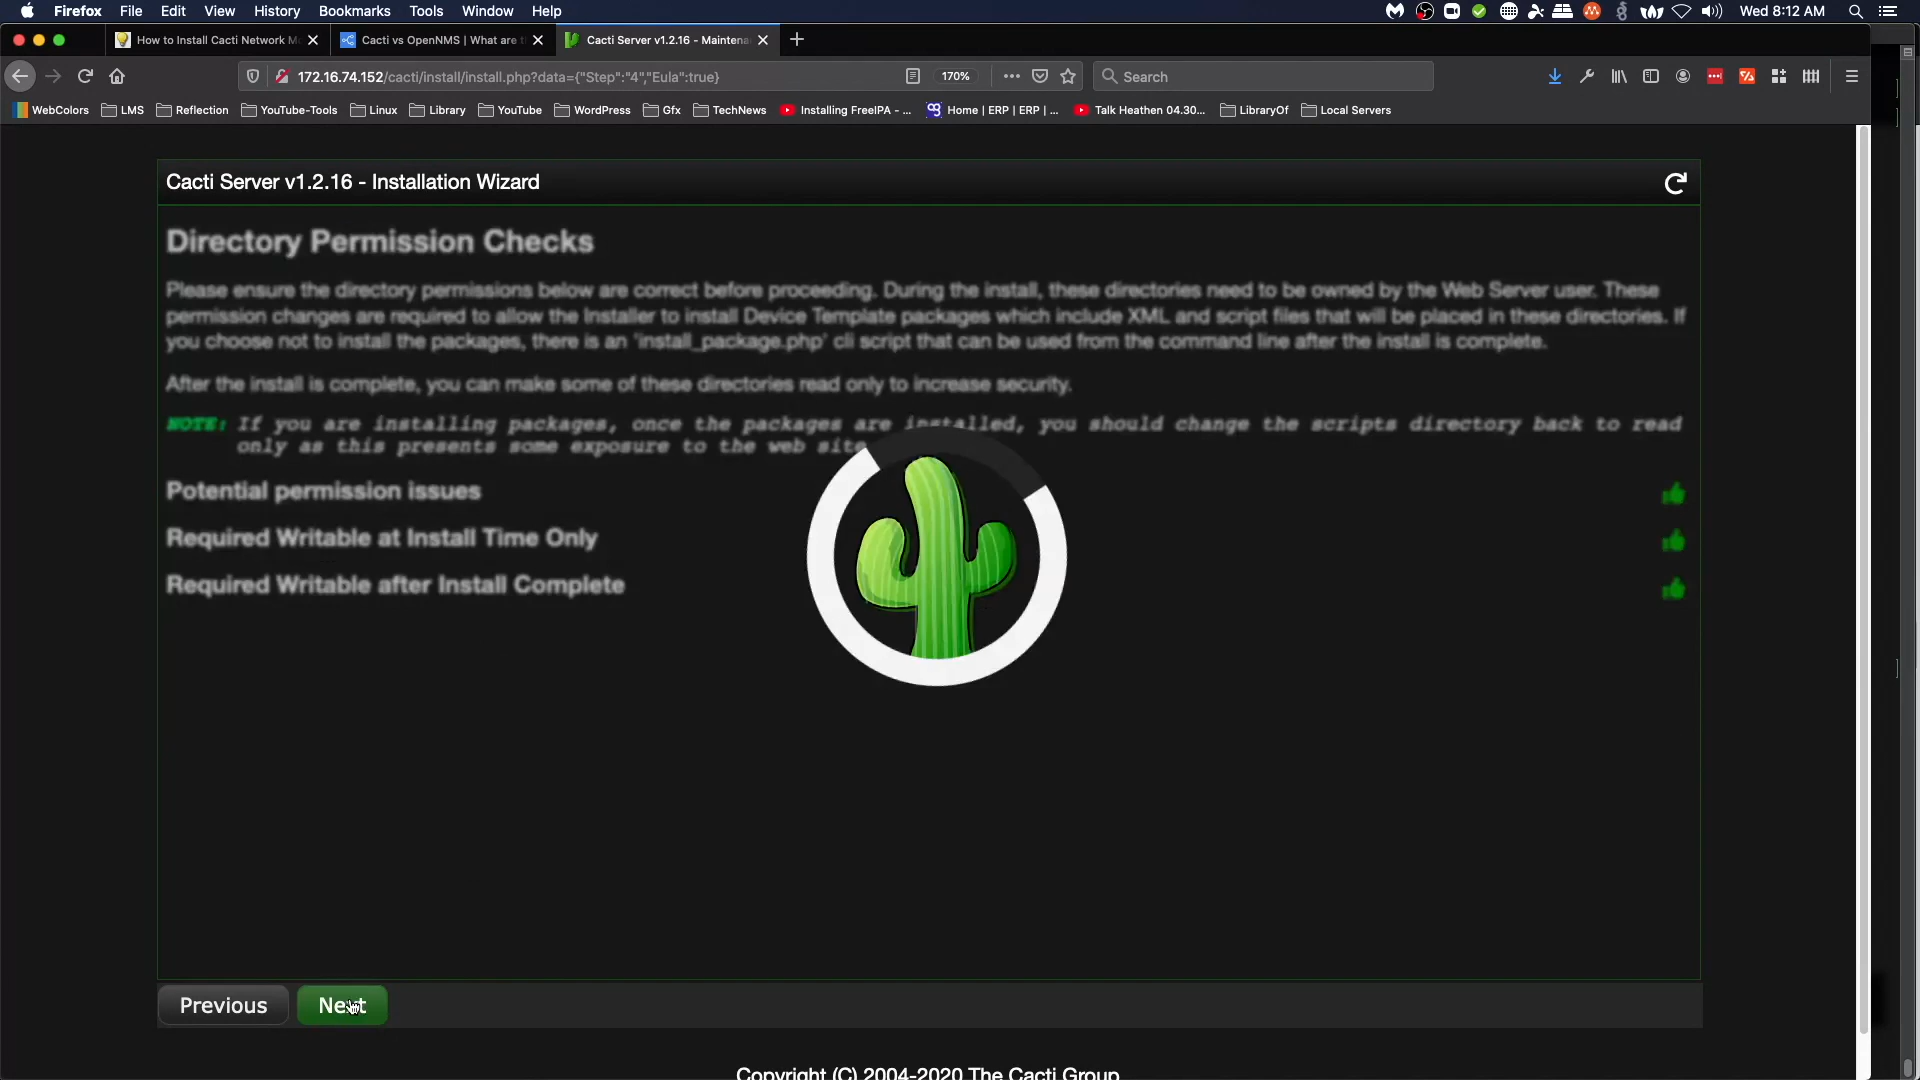 Firefox File Edit View History Bookmarks Tools Window Help Wed 8:12 AM
How to Install Cacti Network M
Cacti vs OpenNMS | What are t
Cacti Server v1.2.16 - Maintena
172.16.74.152/cacti/install/install.php?data={"Step":"4","Eula":true}
170%
Search
WebColors LMS Reflection YouTube-Tools Linux Library YouTube WordPress Gfx TechNews Installing FreeIPA - ... Home | ERP | ERP | ... Talk Heathen 04.30... LibraryOf Local Servers
Cacti Server v1.2.16 - Installation Wizard
Directory Permission Checks
Please ensure the directory permissions below are correct before proceeding. During the install, these directories need to be owned by the Web Server user. These
permission changes are required to allow the Installer to install Device Template packages which include XML and script files that will be placed in these directories. If
you choose not to install the packages, there is an 'install_package.php' cli script that can be used from the command line after the install is complete.
After the install is complete, you can make some of these directories read only to increase security.
NOTE: If you are installing packages, once the packages are installed, you should change the scripts directory back to read
only as this presents some exposure to the web site
Potential permission issues
Required Writable at Install Time Only
Required Writable after Install Complete
Previous
Next
Copyright (C) 2004-2020 The Cacti Group